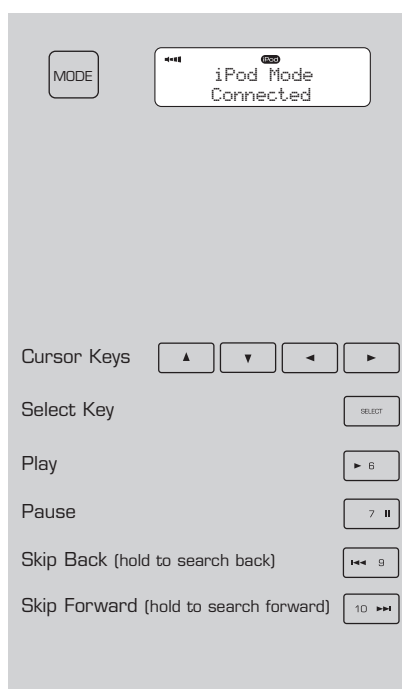 MODE
iPod
iPod Mode
Connected
Cursor Keys
Select Key SELECT
Play 6
Pause 7
Skip Back (hold to search back) 9
Skip Forward (hold to search forward) 10